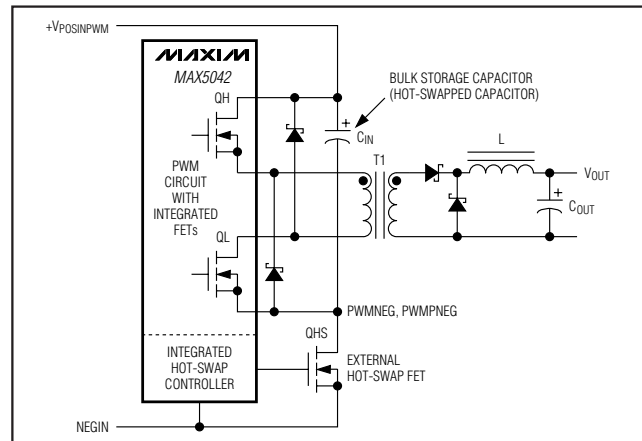 +VPOSINPWM
MAXIM
MAX5042
QH
BULK STORAGE CAPACITOR
(HOT-SWAPPED CAPACITOR)
+
CIN
T1
L
VOUT
+
COUT
PWM
CIRCUIT
WITH
INTEGRATED
FETs
QL
PWMNEG, PWMPNEG
QHS
INTEGRATED
HOT-SWAP
CONTROLLER
EXTERNAL
HOT-SWAP FET
NEGIN